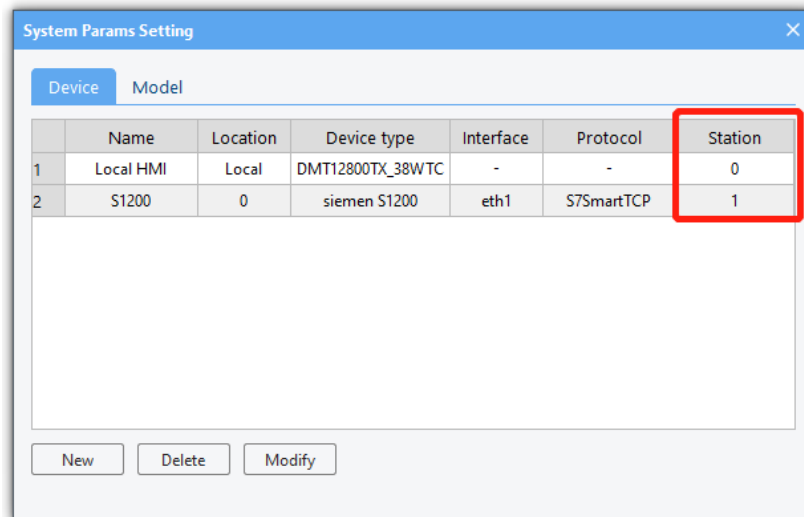 System Params Setting
Device Model
Name Location Device type Interface Protocol Station
1 Local HMI Local DMT12800TX_38WTC - - 0
2 S1200 0 siemen S1200 eth1 S7SmartTCP 1
New Delete Modify